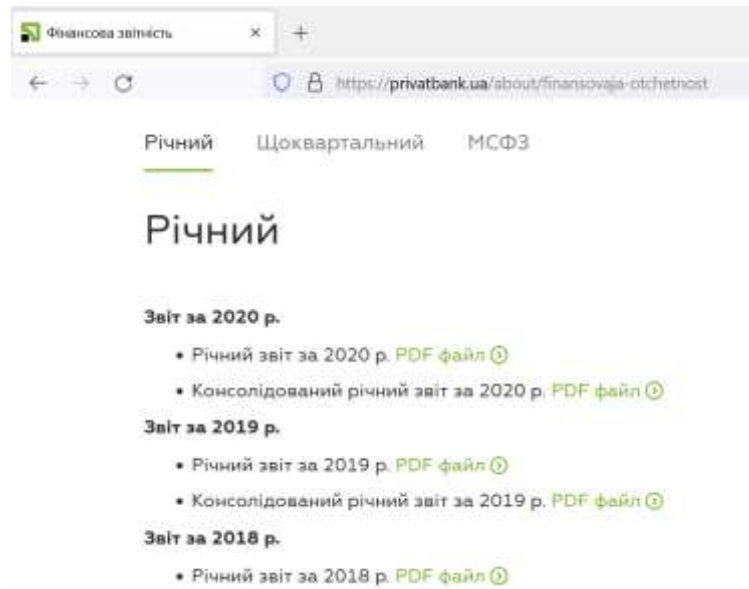 Фінансова звітність × +
https://privatbank.ua/about/finansovaja-otchetnost
Річний Щоквартальний МСФЗ
Річний
Звіт за 2020 р.
• Річний звіт за 2020 р. PDF файл
• Консолідований річний звіт за 2020 р. PDF файл
Звіт за 2019 р.
• Річний звіт за 2019 р. PDF файл
• Консолідований річний звіт за 2019 р. PDF файл
Звіт за 2018 р.
• Річний звіт за 2018 р. PDF файл